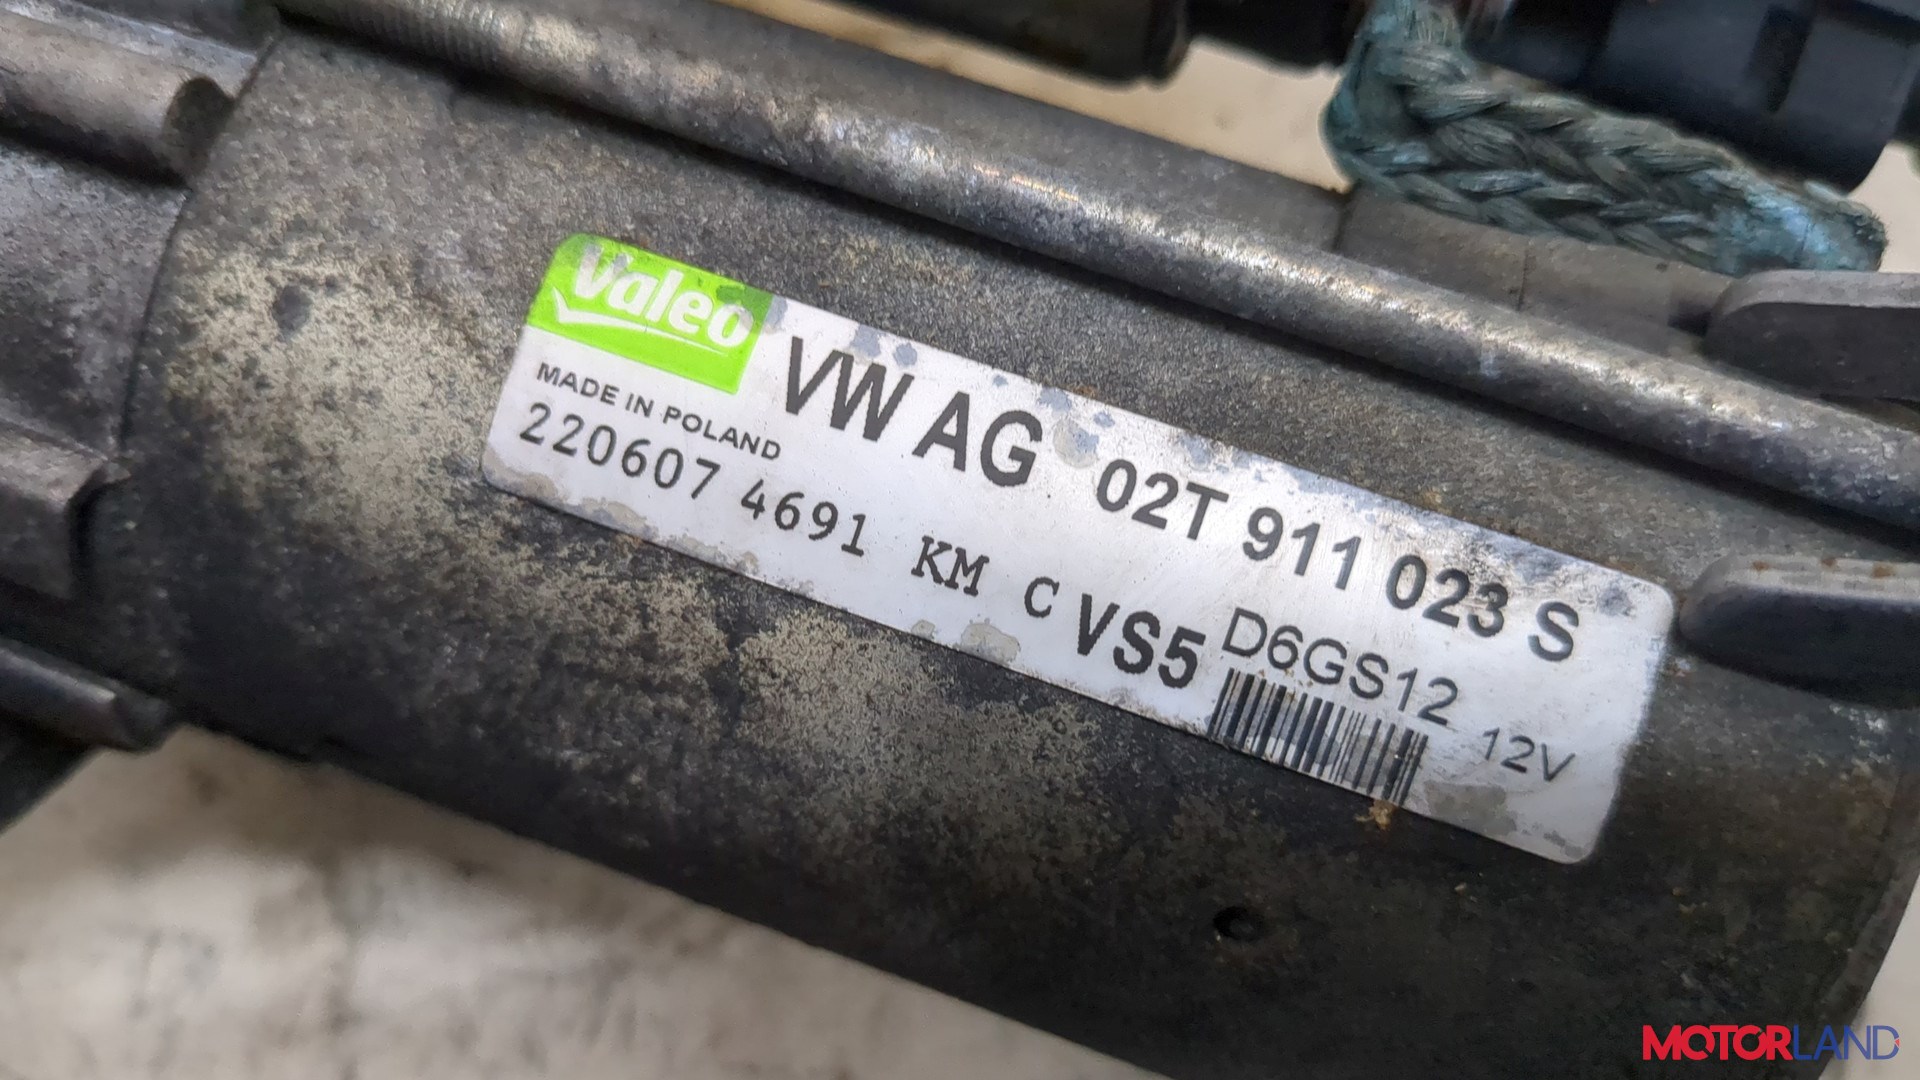 Valeo
VW AG 02T 911 023 S
MADE IN POLAND
220607 4691 KM C VS5 D6GS12
12V
MOTORLAND